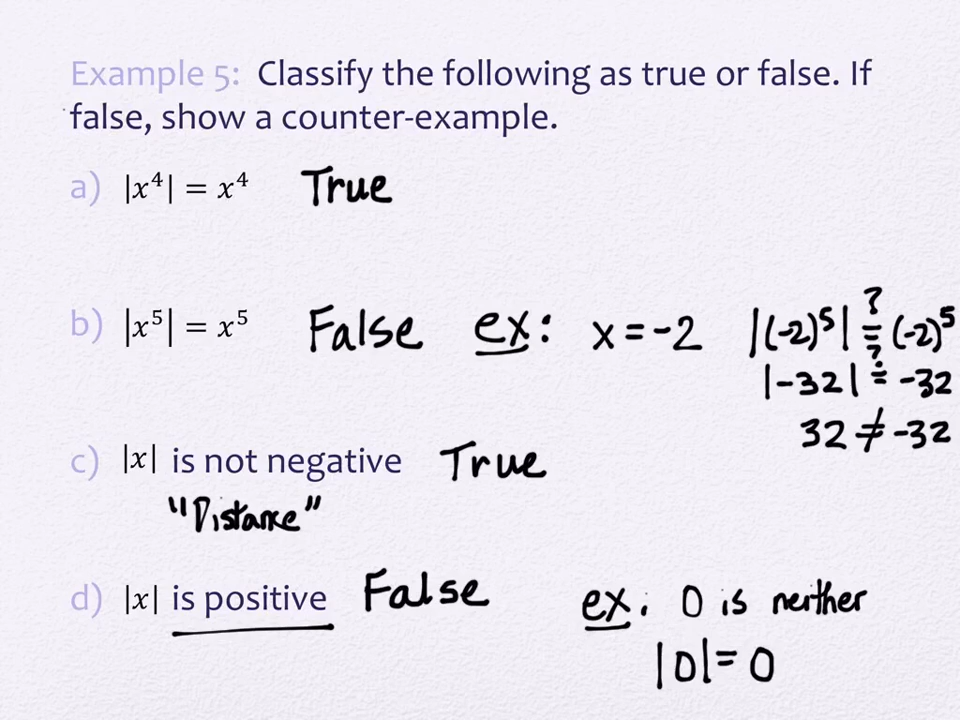 Example 5: Classify the following as true or false. If
false, show a counter-example.
a) |x⁴| = x⁴ True
b) |x⁵| = x⁵ False ex: x = -2 |(-2)⁵| ≟ (-2)⁵
|-32| ≟ -32
32 ≠ -32
c) |x| is not negative True
"Distance"
d) |x| is positive False ex. 0 is neither
|0| = 0